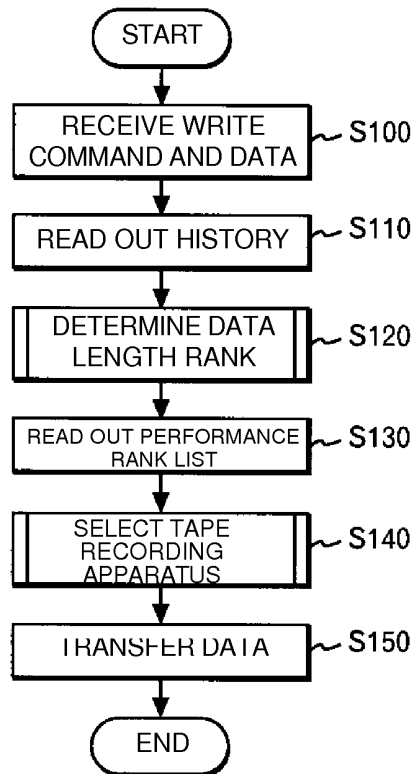 START
RECEIVE WRITE
COMMAND AND DATA
S100
READ OUT HISTORY
S110
DETERMINE DATA
LENGTH RANK
S120
READ OUT PERFORMANCE
RANK LIST
S130
SELECT TAPE
RECORDING
APPARATUS
S140
TRANSFER DATA
S150
END